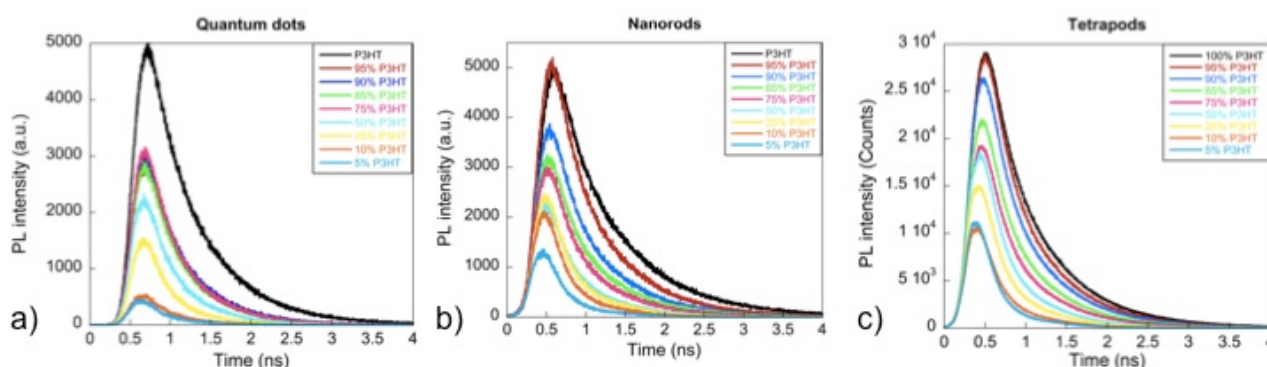 Quantum dots
PL intensity (a.u.)
5000
4000
3000
2000
1000
0
P3HT
95% P3HT
90% P3HT
85% P3HT
75% P3HT
50% P3HT
25% P3HT
10% P3HT
5% P3HT
0 0.5 1 1.5 2 2.5 3 3.5 4
Time (ns)
a)
Nanorods
PL intensity (a.u.)
5000
4000
3000
2000
1000
0
P3HT
95% P3HT
90% P3HT
85% P3HT
75% P3HT
50% P3HT
25% P3HT
10% P3HT
5% P3HT
0 0.5 1 1.5 2 2.5 3 3.5 4
Time (ns)
b)
Tetrapods
PL intensity (Counts)
3 10⁴
2.5 10⁴
2 10⁴
1.5 10⁴
1 10⁴
5 10³
0
100% P3HT
95% P3HT
90% P3HT
85% P3HT
75% P3HT
50% P3HT
25% P3HT
10% P3HT
5% P3HT
0 0.5 1 1.5 2 2.5 3 3.5 4
Time (ns)
c)